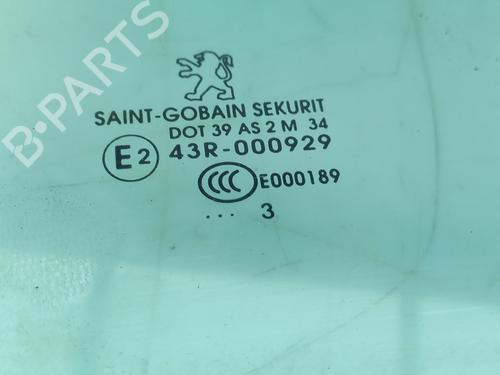 SAINT-GOBAIN SEKURIT
DOT 39 AS 2 M 34
E2 43R-000929
CCC E000189
... 3
B-PARTS